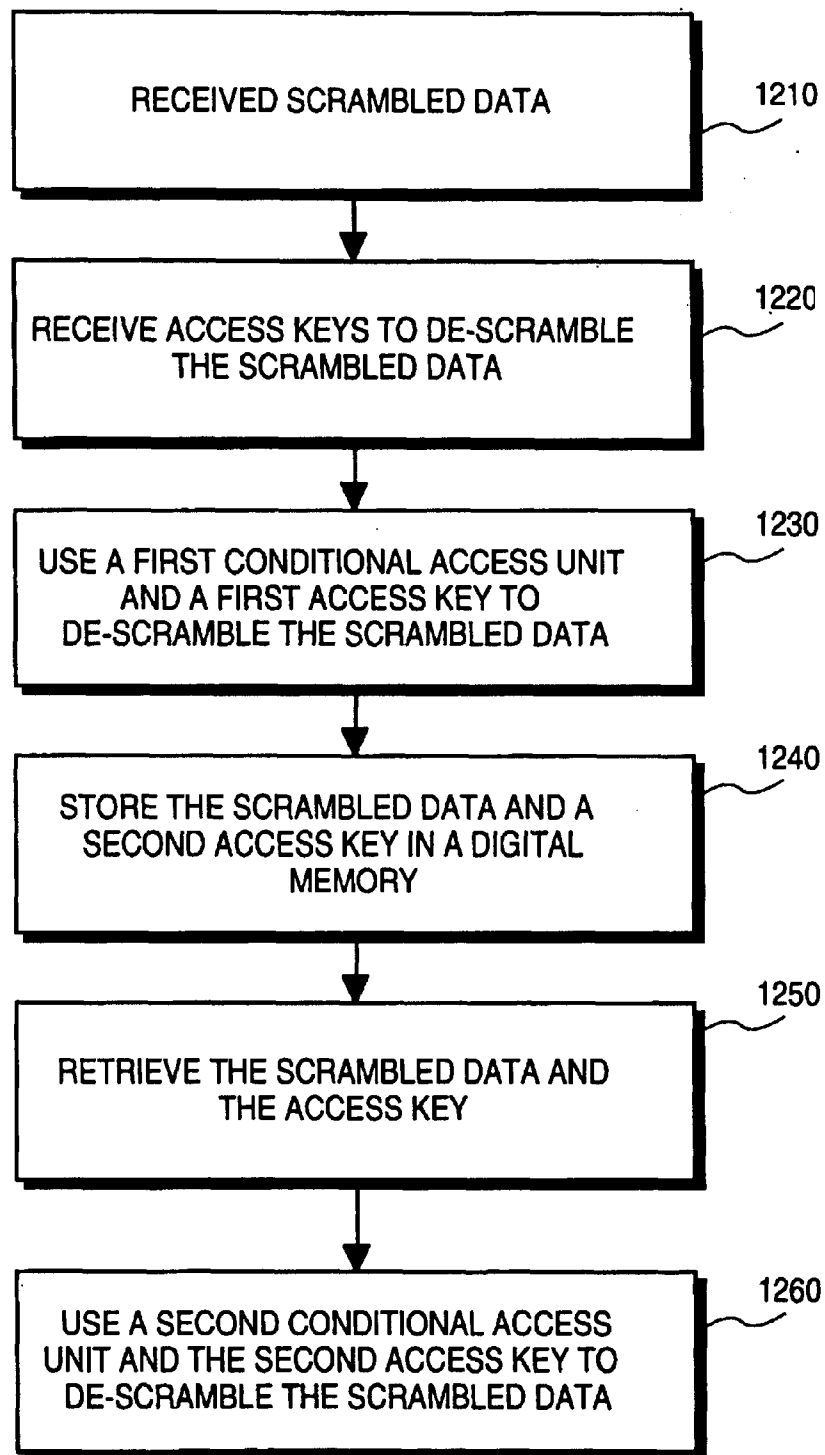 RECEIVED SCRAMBLED DATA
1210
RECEIVE ACCESS KEYS TO DE-SCRAMBLE
THE SCRAMBLED DATA
1220
USE A FIRST CONDITIONAL ACCESS UNIT
AND A FIRST ACCESS KEY TO
DE-SCRAMBLE THE SCRAMBLED DATA
1230
STORE THE SCRAMBLED DATA AND A
SECOND ACCESS KEY IN A DIGITAL
MEMORY
1240
RETRIEVE THE SCRAMBLED DATA AND
THE ACCESS KEY
1250
USE A SECOND CONDITIONAL ACCESS
UNIT AND THE SECOND ACCESS KEY TO
DE-SCRAMBLE THE SCRAMBLED DATA
1260